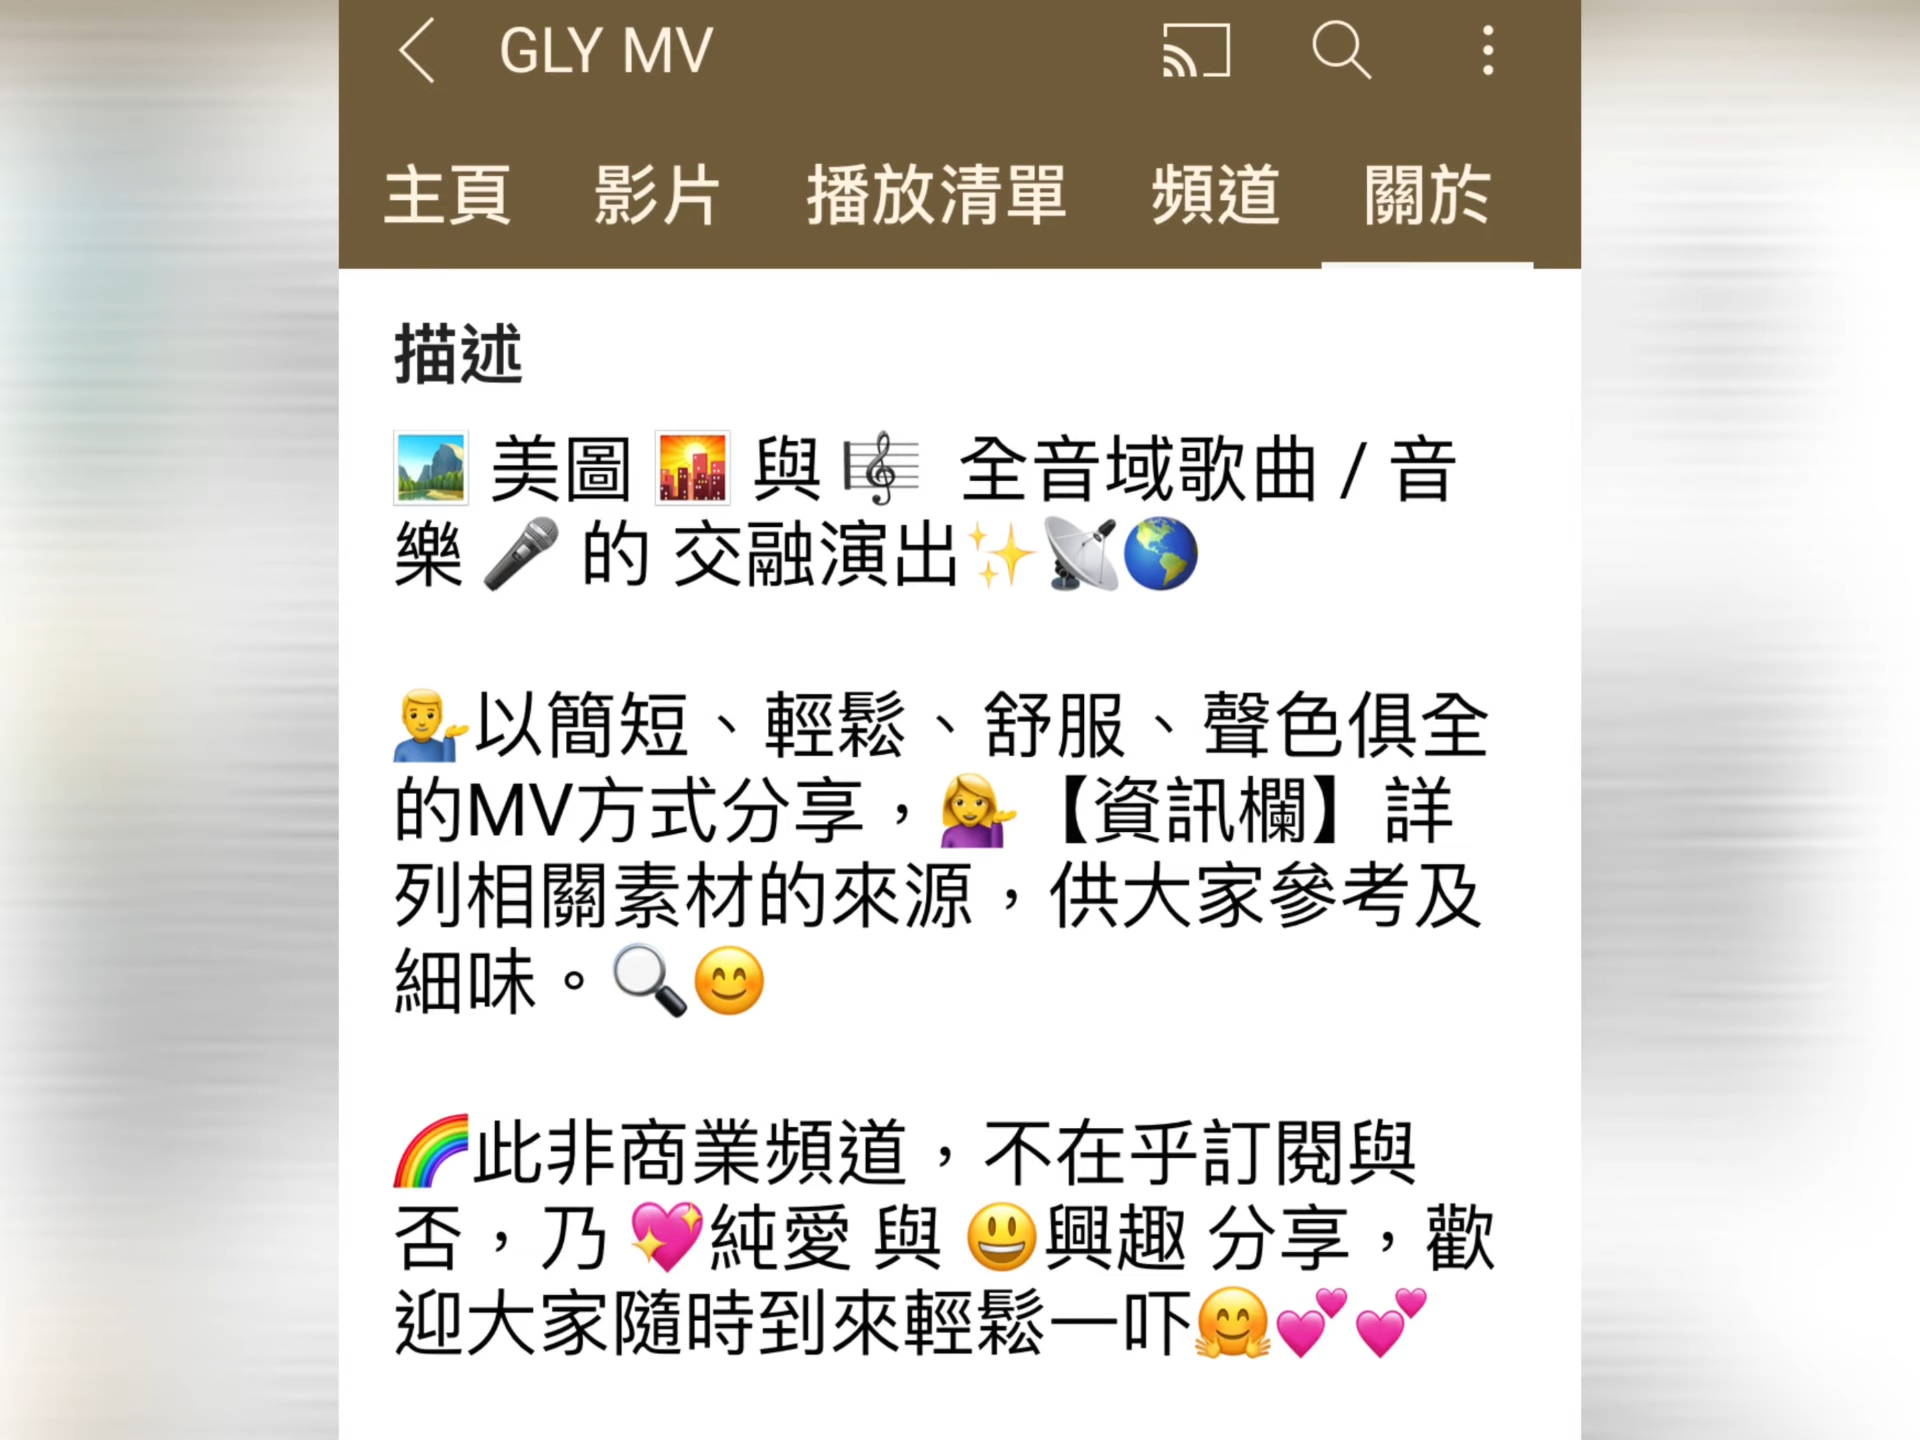 GLY MV
主頁 影片 播放清單 頻道 關於
描述
🏞️ 美圖 🌇 與 🎼 全音域歌曲 / 音
樂 🎤 的 交融演出✨📡🌎
💁‍♂️以簡短、輕鬆、舒服、聲色俱全
的MV方式分享，💁‍♀️【資訊欄】詳
列相關素材的來源，供大家參考及
細味。🔍😊
🌈此非商業頻道，不在乎訂閱與
否，乃 💖純愛 與 😃興趣 分享，歡
迎大家隨時到來輕鬆一吓🤗💕💕